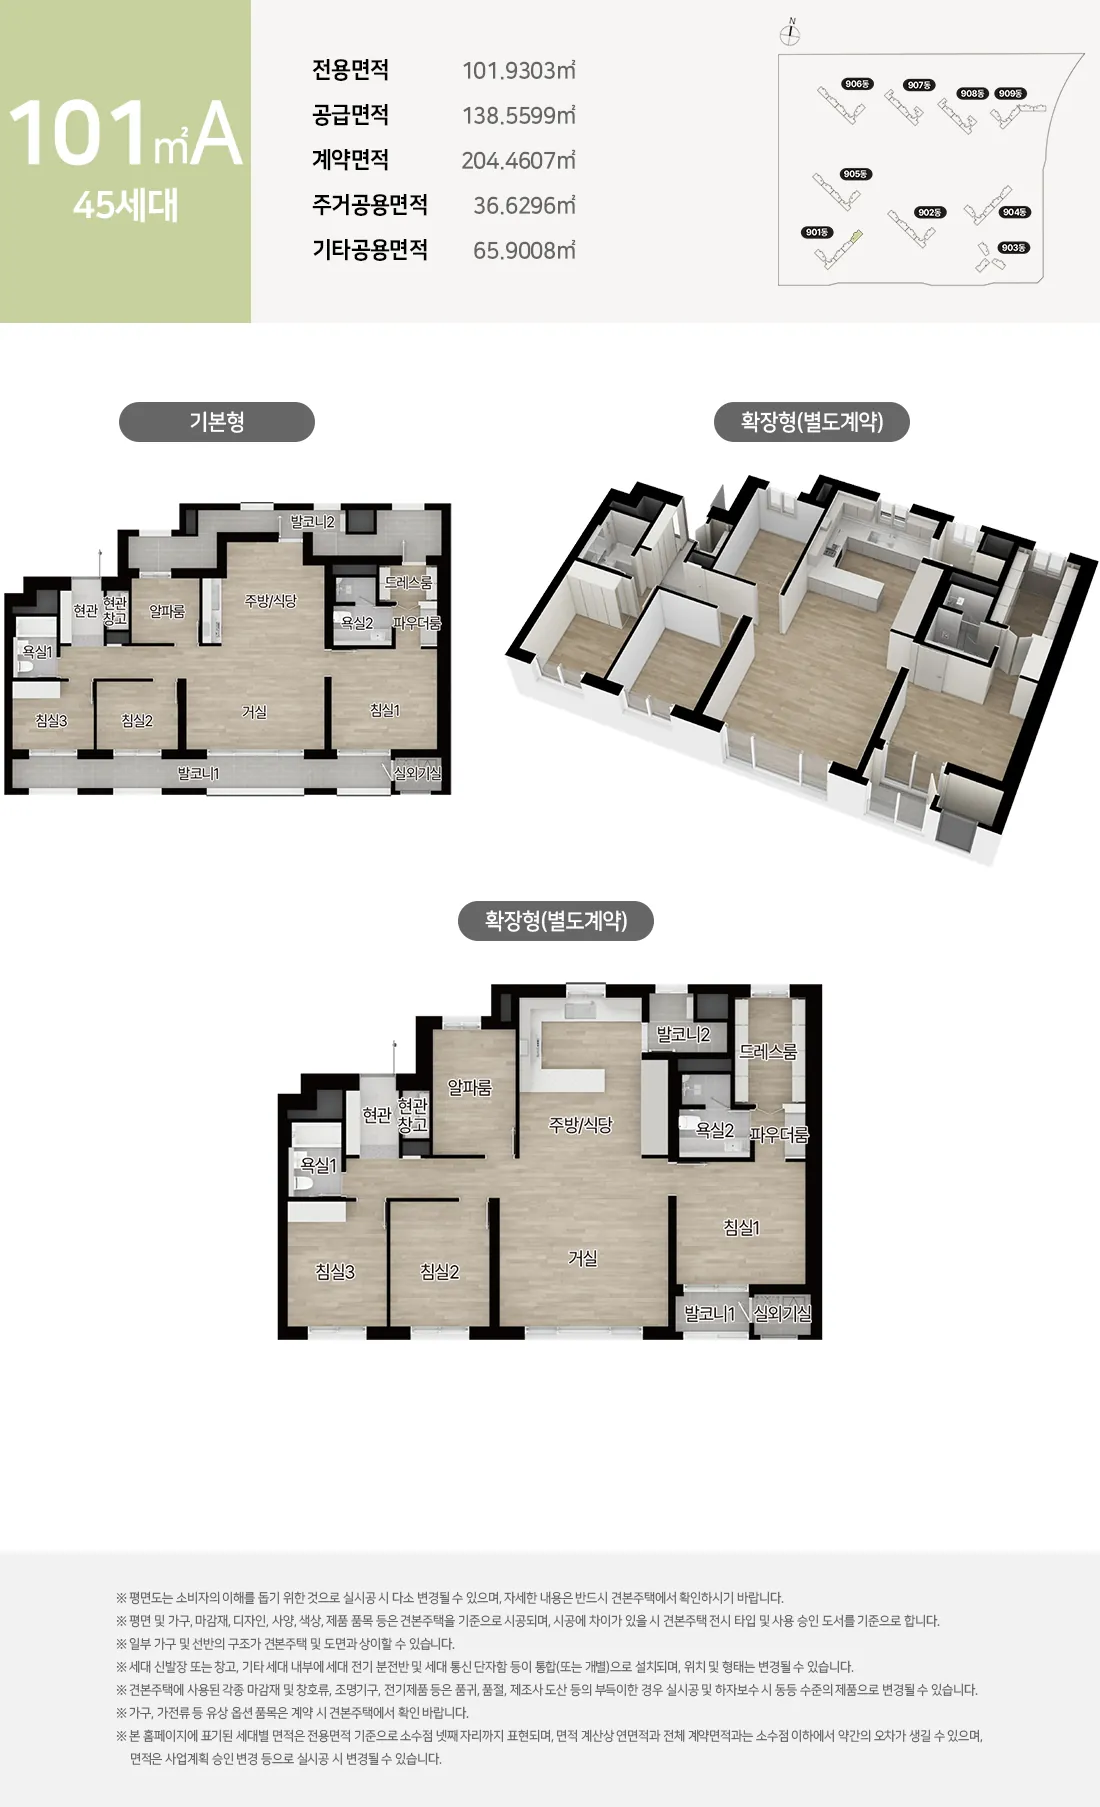 101㎡A
45세대
전용면적 101.9303㎡
공급면적 138.5599㎡
계약면적 204.4607㎡
주거공용면적 36.6296㎡
기타공용면적 65.9008㎡
N
906동
907동
908동
909동
905동
902동
904동
901동
903동
기본형
발코니2
드레스룸
현관
현관
창고
알파룸
주방/식당
욕실2
파우더룸
욕실1
침실3
침실2
거실
침실1
발코니1
실외기실
확장형(별도계약)
확장형(별도계약)
발코니2
드레스룸
알파룸
현관
현관
창고
주방/식당
욕실2
파우더룸
욕실1
침실1
침실3
침실2
거실
발코니1
실외기실
※ 평면도는 소비자의 이해를 돕기 위한 것으로 실시공 시 다소 변경될 수 있으며, 자세한 내용은 반드시 견본주택에서 확인하시기 바랍니다.
※ 평면 및 가구, 마감재, 디자인, 사양, 색상, 제품 품목 등은 견본주택을 기준으로 시공되며, 시공에 차이가 있을 시 견본주택 전시 타입 및 사용 승인 도서를 기준으로 합니다.
※ 일부 가구 및 선반의 구조가 견본주택 및 도면과 상이할 수 있습니다.
※ 세대 신발장 또는 창고, 기타 세대 내부에 세대 전기 분전반 및 세대 통신 단자함 등이 통합(또는 개별)으로 설치되며, 위치 및 형태는 변경될 수 있습니다.
※ 견본주택에 사용된 각종 마감재 및 창호류, 조명기구, 전기제품 등은 품귀, 품절, 제조사 도산 등의 부득이한 경우 실시공 및 하자보수 시 동등 수준의 제품으로 변경될 수 있습니다.
※ 가구, 가전류 등 유상 옵션 품목은 계약 시 견본주택에서 확인 바랍니다.
※ 본 홈페이지에 표기된 세대별 면적은 전용면적 기준으로 소수점 넷째 자리까지 표현되며, 면적 계산상 연면적과 전체 계약면적과는 소수점 이하에서 약간의 오차가 생길 수 있으며,
면적은 사업계획 승인 변경 등으로 실시공 시 변경될 수 있습니다.